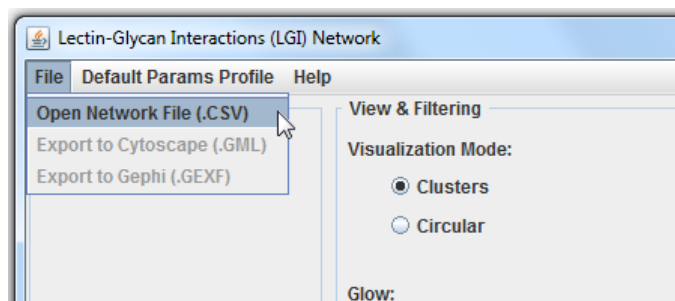 Lectin-Glycan Interactions (LGI) Network
File Default Params Profile Help
Open Network File (.CSV)
Export to Cytoscape (.GML)
Export to Gephi (.GEXF)
View & Filtering
Visualization Mode:
Clusters
Circular
Glow: